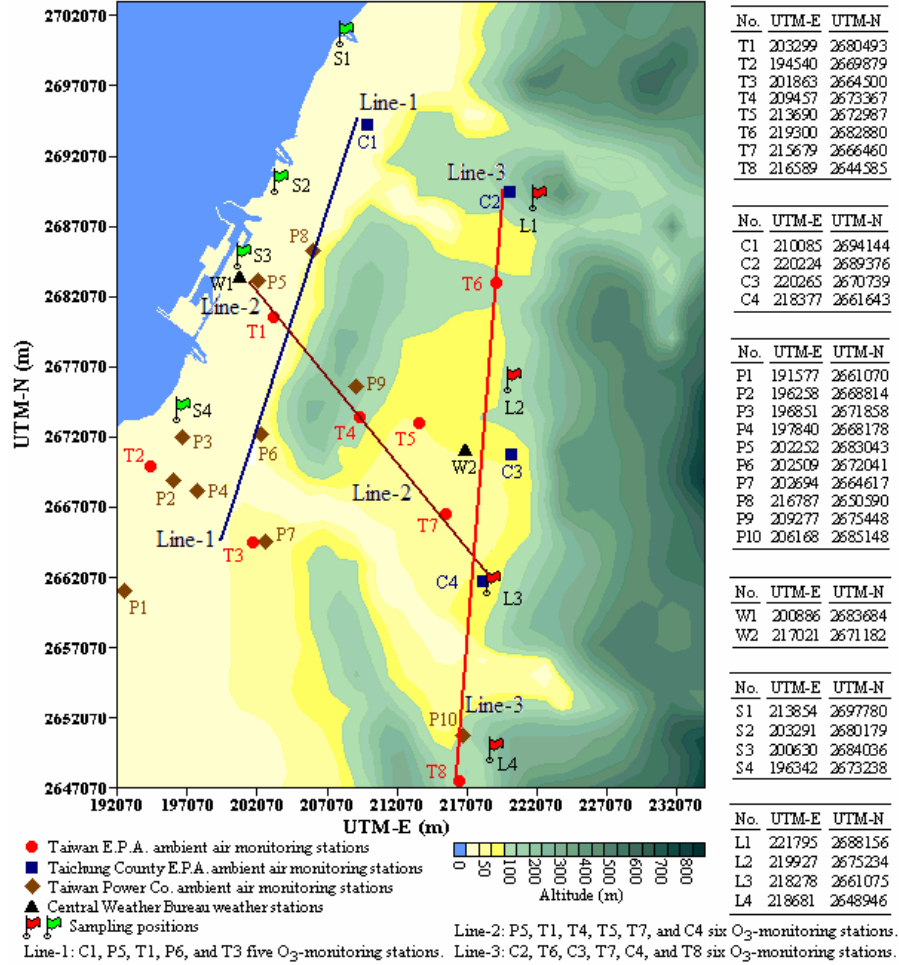 2702070
2697070
2692070
2687070
2682070
2677070
2672070
2667070
2662070
2657070
2652070
2647070
UTM-N (m)
192070 197070 202070 207070 212070 217070 222070 227070 232070
UTM-E (m)
S1
Line-1
C1
S2
Line-3
C2
L1
P8
S3
W1
P5
T6
Line-2
T1
P9
L2
S4
T4
T5
P3
P6
W2
C3
T2
P2
P4
Line-2
T7
Line-1
T3
P7
C4
L3
P1
P10
Line-3
L4
T8
Taiwan E.P.A. ambient air monitoring stations
Taichung County E.P.A. ambient air monitoring stations
Taiwan Power Co. ambient air monitoring stations
Central Weather Bureau weather stations
Sampling positions
0 50 100 200 300 400 500 600 700 800
Altitude (m)
Line-1: C1, P5, T1, P6, and T3 five O3-monitoring stations.
Line-2: P5, T1, T4, T5, T7, and C4 six O3-monitoring stations.
Line-3: C2, T6, C3, T7, C4, and T8 six O3-monitoring stations.
No. UTM-E UTM-N
T1 203299 2680493
T2 194540 2669879
T3 201863 2664500
T4 209457 2673367
T5 213690 2672987
T6 219300 2682880
T7 215679 2666460
T8 216589 2644585
No. UTM-E UTM-N
C1 210085 2694144
C2 220224 2689376
C3 220265 2670739
C4 218377 2661643
No. UTM-E UTM-N
P1 191577 2661070
P2 196258 2668814
P3 196851 2671858
P4 197840 2668178
P5 202252 2683043
P6 202509 2672041
P7 202694 2664617
P8 216787 2650590
P9 209277 2675448
P10 206168 2685148
No. UTM-E UTM-N
W1 200886 2683684
W2 217021 2671182
No. UTM-E UTM-N
S1 213854 2697780
S2 203291 2680179
S3 200630 2684036
S4 196342 2673238
No. UTM-E UTM-N
L1 221795 2688156
L2 219927 2675234
L3 218278 2661075
L4 218681 2648946